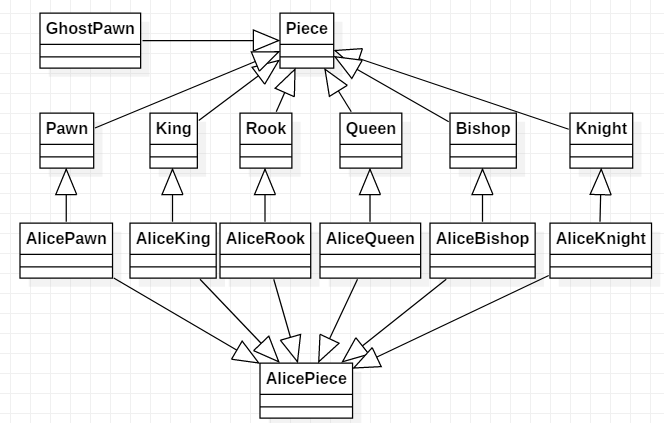 GhostPawn
Piece
Pawn
King
Rook
Queen
Bishop
Knight
AlicePawn
AliceKing
AliceRook
AliceQueen
AliceBishop
AliceKnight
AlicePiece